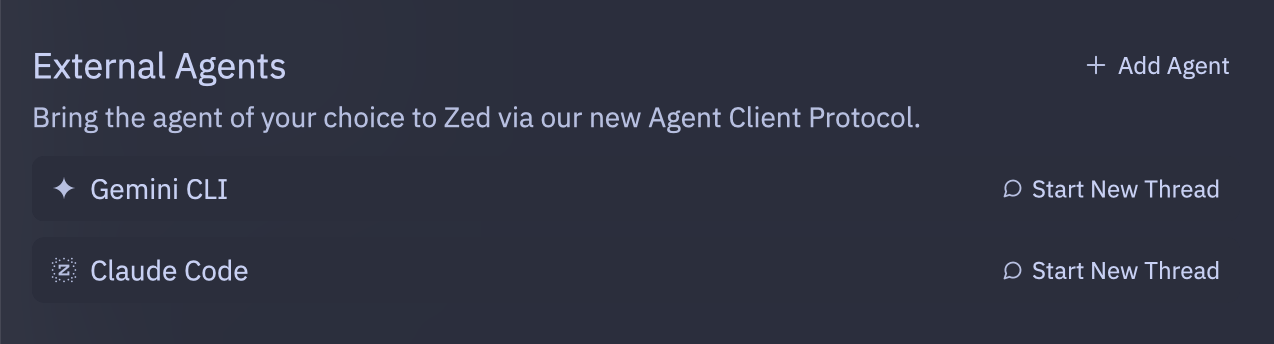 External Agents
+ Add Agent
Bring the agent of your choice to Zed via our new Agent Client Protocol.
Gemini CLI
Start New Thread
Z
Claude Code
Start New Thread